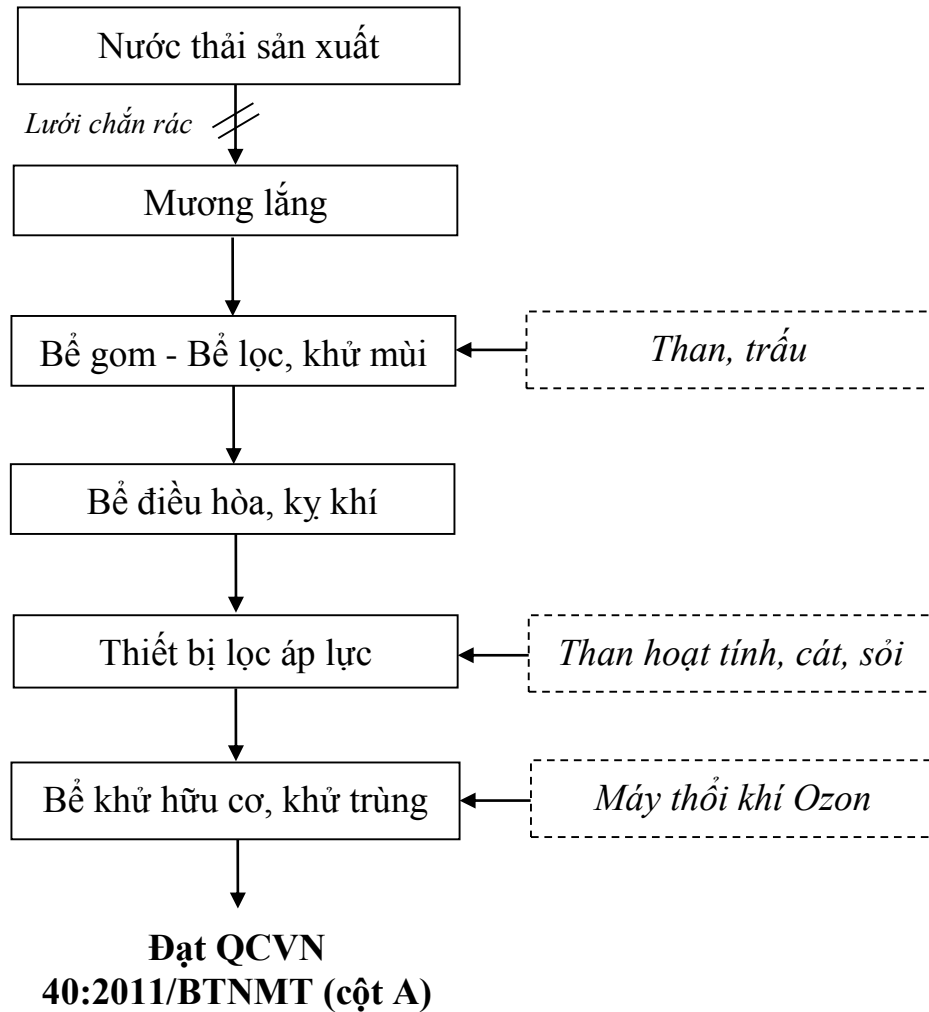 Nước thải sản xuất
Lưới chắn rác
Mương lắng
Bể gom - Bể lọc, khử mùi
Than, trấu
Bể điều hòa, kỵ khí
Thiết bị lọc áp lực
Than hoạt tính, cát, sỏi
Bể khử hữu cơ, khử trùng
Máy thổi khí Ozon
Đạt QCVN
40:2011/BTNMT (cột A)